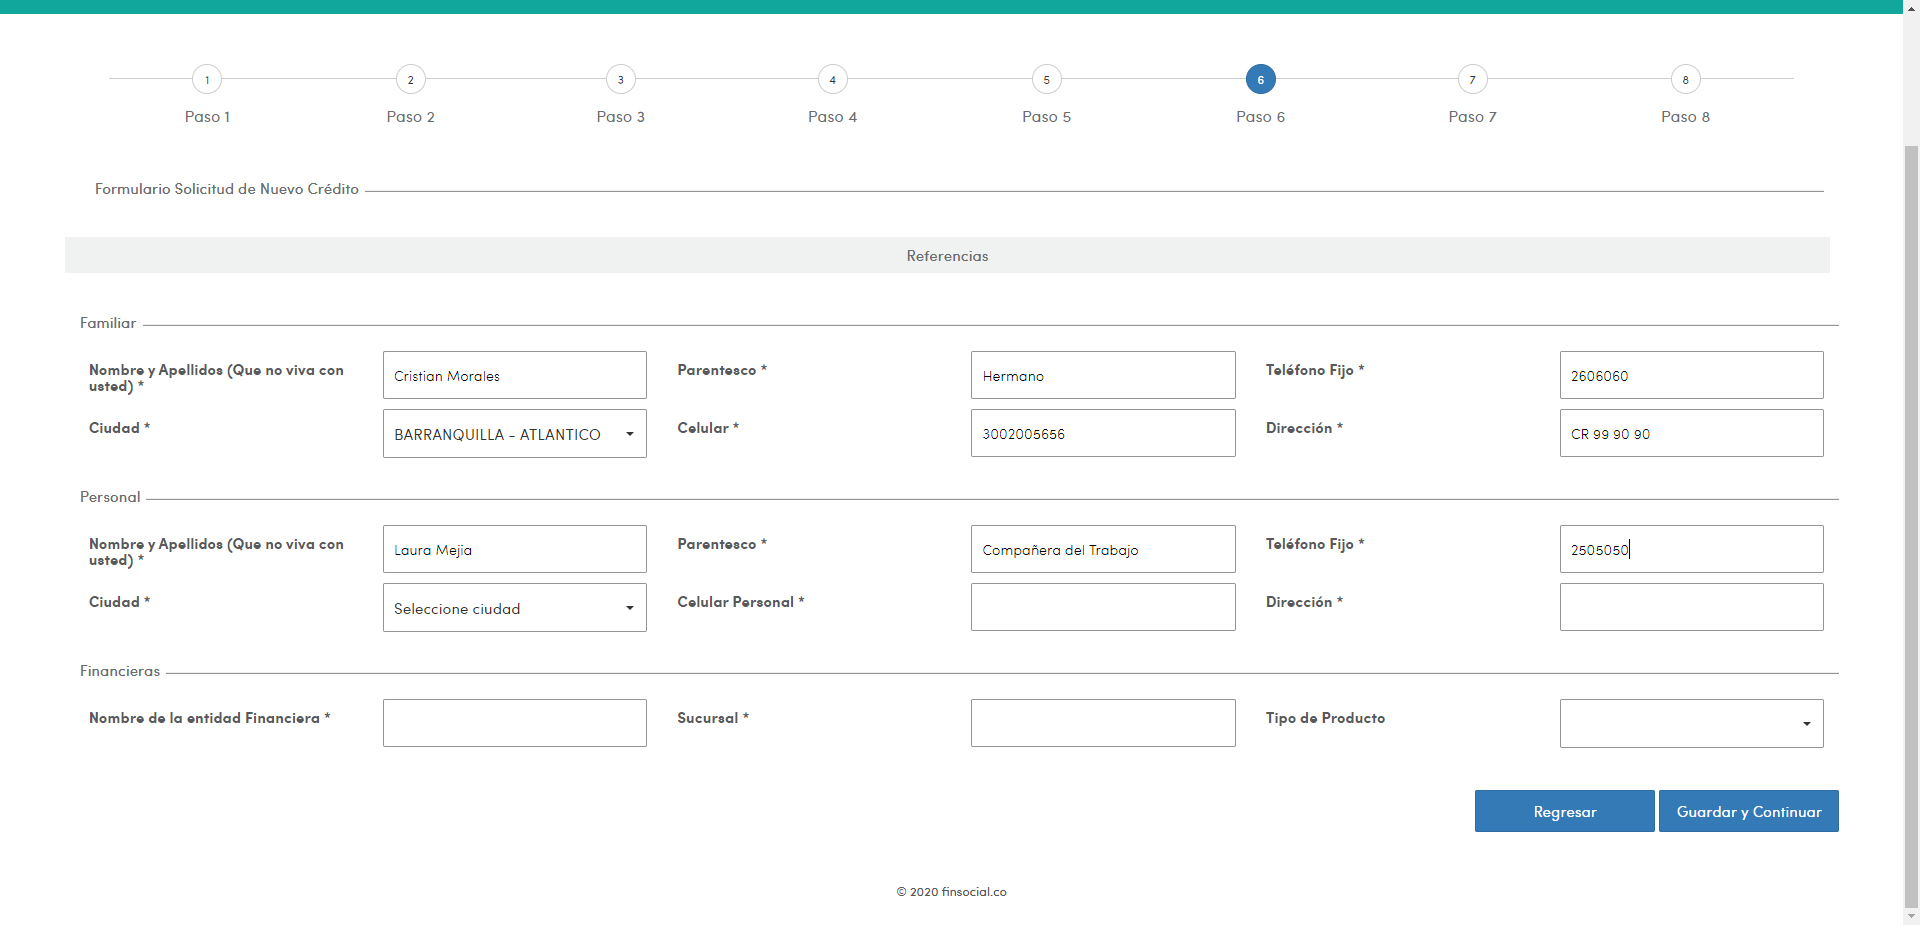 1 2 3 4 5 6 7 8
Paso 1 Paso 2 Paso 3 Paso 4 Paso 5 Paso 6 Paso 7 Paso 8
Formulario Solicitud de Nuevo Crédito
Referencias
Familiar
Nombre y Apellidos (Que no viva con
usted) *
Cristian Morales
Parentesco *
Hermano
Teléfono Fijo *
2606060
Ciudad *
BARRANQUILLA - ATLANTICO
Celular *
3002005656
Dirección *
CR 99 90 90
Personal
Nombre y Apellidos (Que no viva con
usted) *
Laura Mejia
Parentesco *
Compañera del Trabajo
Teléfono Fijo *
2505050
Ciudad *
Seleccione ciudad
Celular Personal *
Dirección *
Financieras
Nombre de la entidad Financiera *
Sucursal *
Tipo de Producto
Regresar
Guardar y Continuar
© 2020 finsocial.co